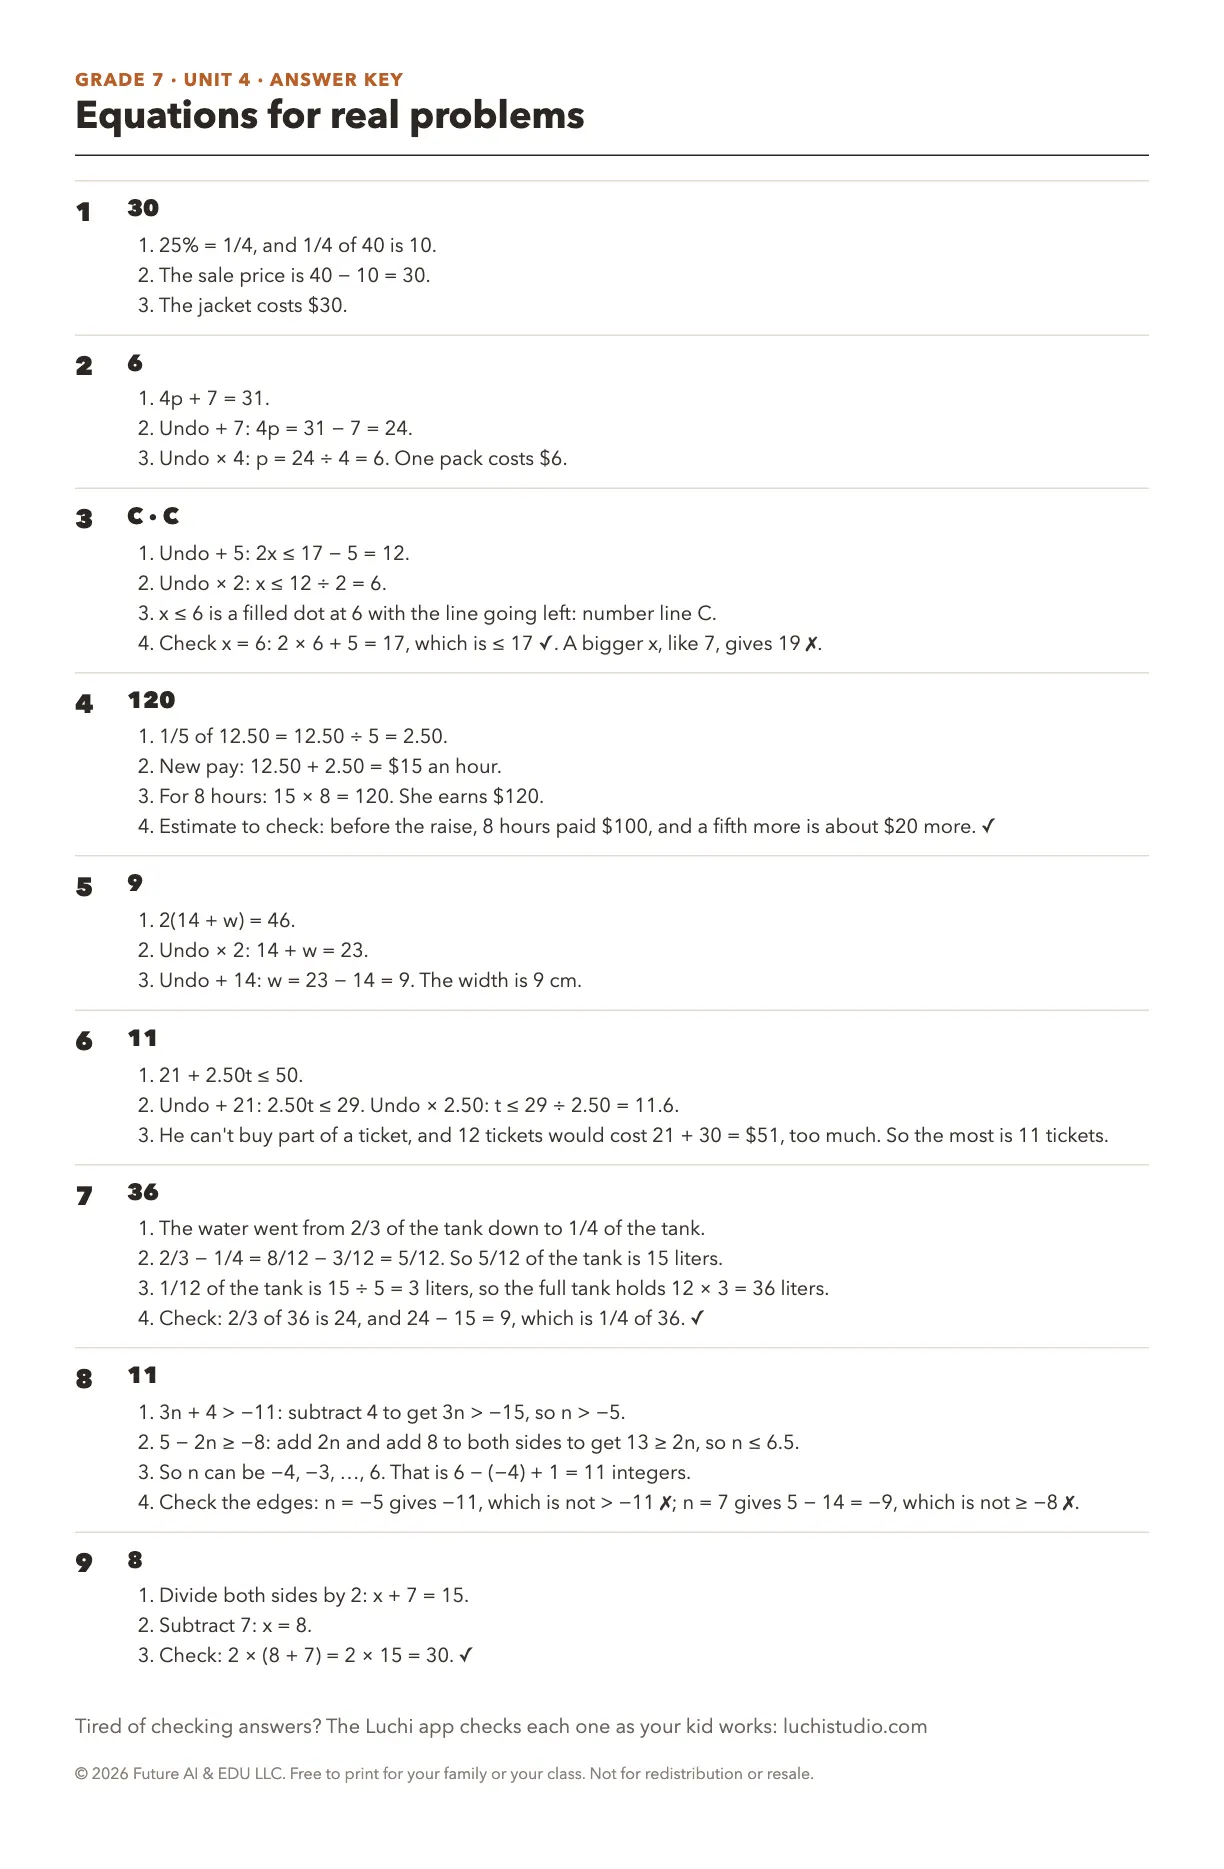 GRADE 7 · UNIT 4 · ANSWER KEY
Equations for real problems
1 30
1. 25% = 1/4, and 1/4 of 40 is 10.
2. The sale price is 40 − 10 = 30.
3. The jacket costs $30.
2 6
1. 4p + 7 = 31.
2. Undo + 7: 4p = 31 − 7 = 24.
3. Undo × 4: p = 24 ÷ 4 = 6. One pack costs $6.
3 C · C
1. Undo + 5: 2x ≤ 17 − 5 = 12.
2. Undo × 2: x ≤ 12 ÷ 2 = 6.
3. x ≤ 6 is a filled dot at 6 with the line going left: number line C.
4. Check x = 6: 2 × 6 + 5 = 17, which is ≤ 17 ✓. A bigger x, like 7, gives 19 ✗.
4 120
1. 1/5 of 12.50 = 12.50 ÷ 5 = 2.50.
2. New pay: 12.50 + 2.50 = $15 an hour.
3. For 8 hours: 15 × 8 = 120. She earns $120.
4. Estimate to check: before the raise, 8 hours paid $100, and a fifth more is about $20 more. ✓
5 9
1. 2(14 + w) = 46.
2. Undo × 2: 14 + w = 23.
3. Undo + 14: w = 23 − 14 = 9. The width is 9 cm.
6 11
1. 21 + 2.50t ≤ 50.
2. Undo + 21: 2.50t ≤ 29. Undo × 2.50: t ≤ 29 ÷ 2.50 = 11.6.
3. He can't buy part of a ticket, and 12 tickets would cost 21 + 30 = $51, too much. So the most is 11 tickets.
7 36
1. The water went from 2/3 of the tank down to 1/4 of the tank.
2. 2/3 − 1/4 = 8/12 − 3/12 = 5/12. So 5/12 of the tank is 15 liters.
3. 1/12 of the tank is 15 ÷ 5 = 3 liters, so the full tank holds 12 × 3 = 36 liters.
4. Check: 2/3 of 36 is 24, and 24 − 15 = 9, which is 1/4 of 36. ✓
8 11
1. 3n + 4 > −11: subtract 4 to get 3n > −15, so n > −5.
2. 5 − 2n ≥ −8: add 2n and add 8 to both sides to get 13 ≥ 2n, so n ≤ 6.5.
3. So n can be −4, −3, …, 6. That is 6 − (−4) + 1 = 11 integers.
4. Check the edges: n = −5 gives −11, which is not > −11 ✗; n = 7 gives 5 − 14 = −9, which is not ≥ −8 ✗.
9 8
1. Divide both sides by 2: x + 7 = 15.
2. Subtract 7: x = 8.
3. Check: 2 × (8 + 7) = 2 × 15 = 30. ✓
Tired of checking answers? The Luchi app checks each one as your kid works: luchistudio.com
© 2026 Future AI & EDU LLC. Free to print for your family or your class. Not for redistribution or resale.